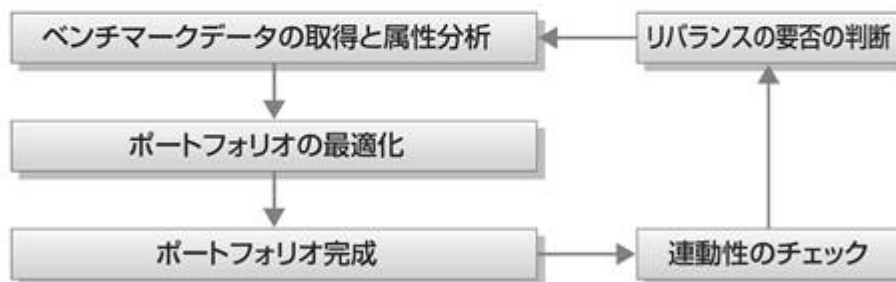 ベンチマークデータの取得と属性分析
リバランスの要否の判断
ポートフォリオの最適化
ポートフォリオ完成
連動性のチェック